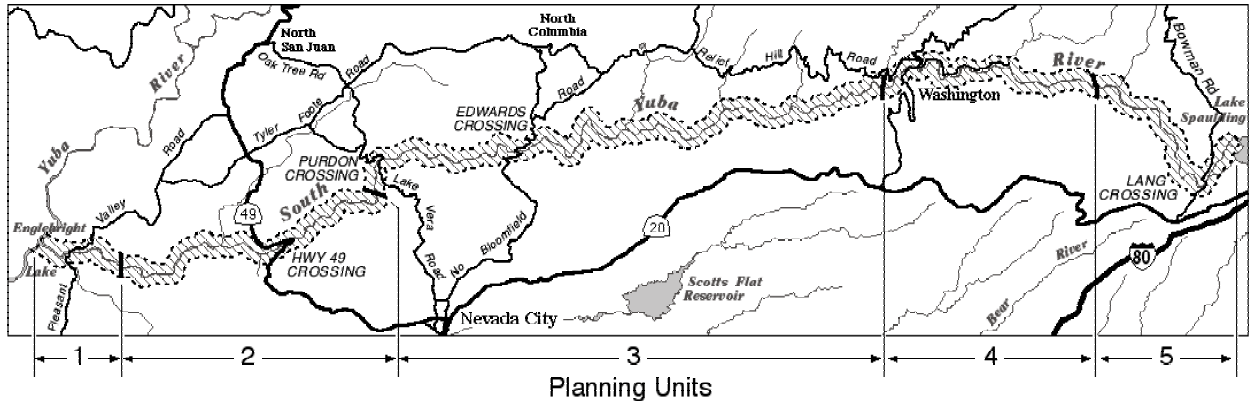 North
San Juan
North
Columbia
Oak Tree Rd
Road
River
Yuba
Road
Valley
Tyler
Foote
Relief
Hill
Road
Road
River
Bowman Rd
Washington
Lake
Spaulding
EDWARDS
CROSSING
Yuba
PURDON
CROSSING
South
49
Lake
Vera
Road
No Bloomfield
20
LANG
CROSSING
Englebright
Lake
Pleasant
HWY 49
CROSSING
Scotts Flat
Reservoir
River
Bear
80
Nevada City
1
2
3
4
5
Planning Units